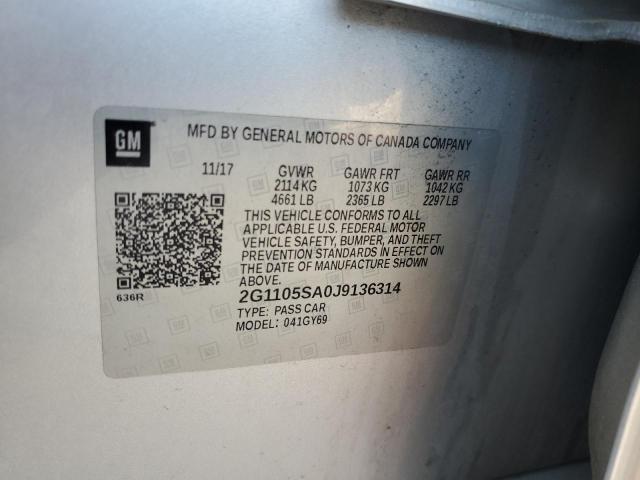 GM
MFD BY GENERAL MOTORS OF CANADA COMPANY
11/17 GVWR GAWR FRT GAWR RR
2114 KG 1073 KG 1042 KG
4661 LB 2365 LB 2297 LB
THIS VEHICLE CONFORMS TO ALL
APPLICABLE U.S. FEDERAL MOTOR
VEHICLE SAFETY, BUMPER, AND THEFT
PREVENTION STANDARDS IN EFFECT ON
THE DATE OF MANUFACTURE SHOWN
ABOVE.
636R
2G1105SA0J9136314
TYPE: PASS CAR
MODEL: 041GY69